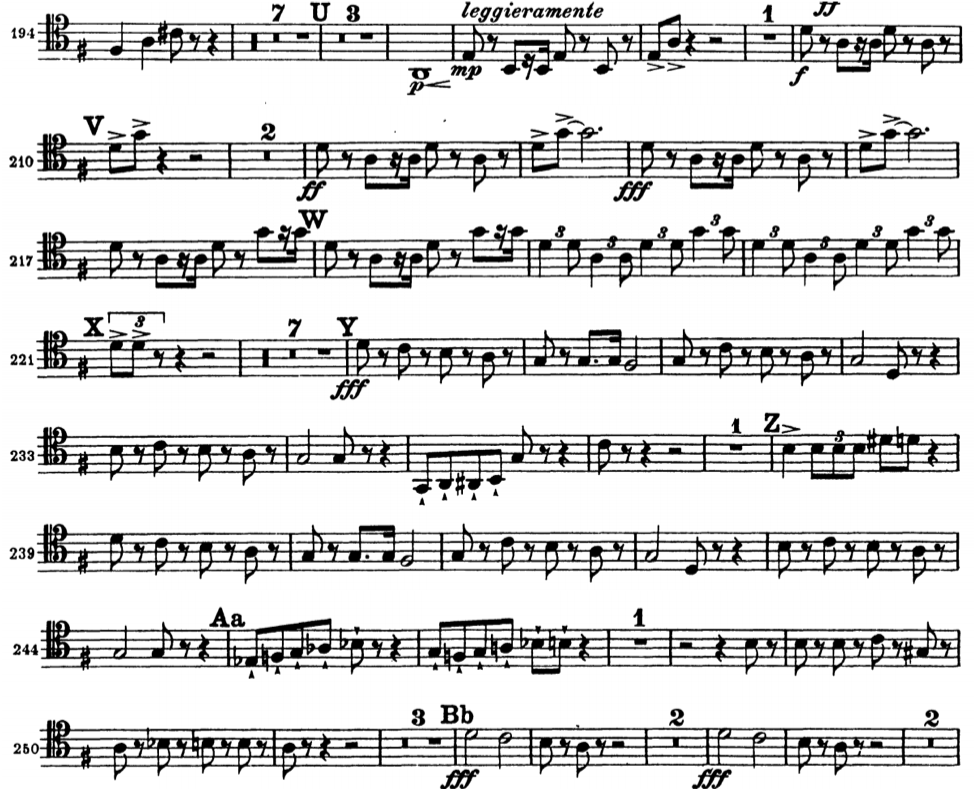 7 U 3 leggieramente 1 ff
194
p mp f
V 2
210
ff fff
W
217 3 3 3 3 3 3 3 3
X 3 7 Y
221
fff
1 Z
233 3
239
Aa 1
244
3 Bb 2 2
250
fff fff